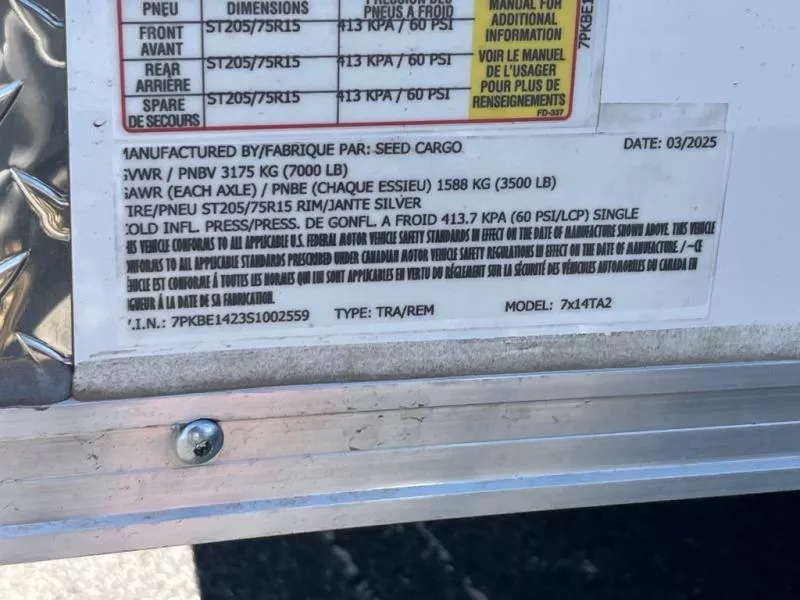 PNEU DIMENSIONS PNEUS A FROID MANUAL FOR
ADDITIONAL
INFORMATION
FRONT
AVANT ST205/75R15 413 KPA / 60 PSI
REAR
ARRIÈRE ST205/75R15 413 KPA / 60 PSI
SPARE
DE SECOURS ST205/75R15 413 KPA / 60 PSI
VOIR LE MANUEL
DE L'USAGER
POUR PLUS DE
RENSEIGNEMENTS
FD-337
7PKBE1
MANUFACTURED BY/FABRIQUE PAR: SEED CARGO DATE: 03/2025
GVWR / PNBV 3175 KG (7000 LB)
GAWR (EACH AXLE) / PNBE (CHAQUE ESSIEU) 1588 KG (3500 LB)
TIRE/PNEU ST205/75R15 RIM/JANTE SILVER
COLD INFL. PRESS/PRESS. DE GONFL. A FROID 413.7 KPA (60 PSI/LCP) SINGLE
THIS VEHICLE CONFORMS TO ALL APPLICABLE U.S. FEDERAL MOTOR VEHICLE SAFETY STANDARDS IN EFFECT ON THE DATE OF MANUFACTURE SHOWN ABOVE. THIS VEHICLE
CONFORMS TO ALL APPLICABLE STANDARDS PRESCRIBED UNDER CANADIAN MOTOR VEHICLE SAFETY REGULATIONS IN EFFECT ON THE DATE OF MANUFACTURE. / ~CE
VEHICLE EST CONFORME À TOUTES LES NORMES QUI LUI SONT APPLICABLES EN VERTU DU RÈGLEMENT SUR LA SÉCURITÉ DES VÉHICULES AUTOMOBILES DU CANADA EN
VIGUEUR À LA DATE DE SA FABRICATION.
V.I.N.: 7PKBE1423S1002559 TYPE: TRA/REM MODEL: 7x14TA2